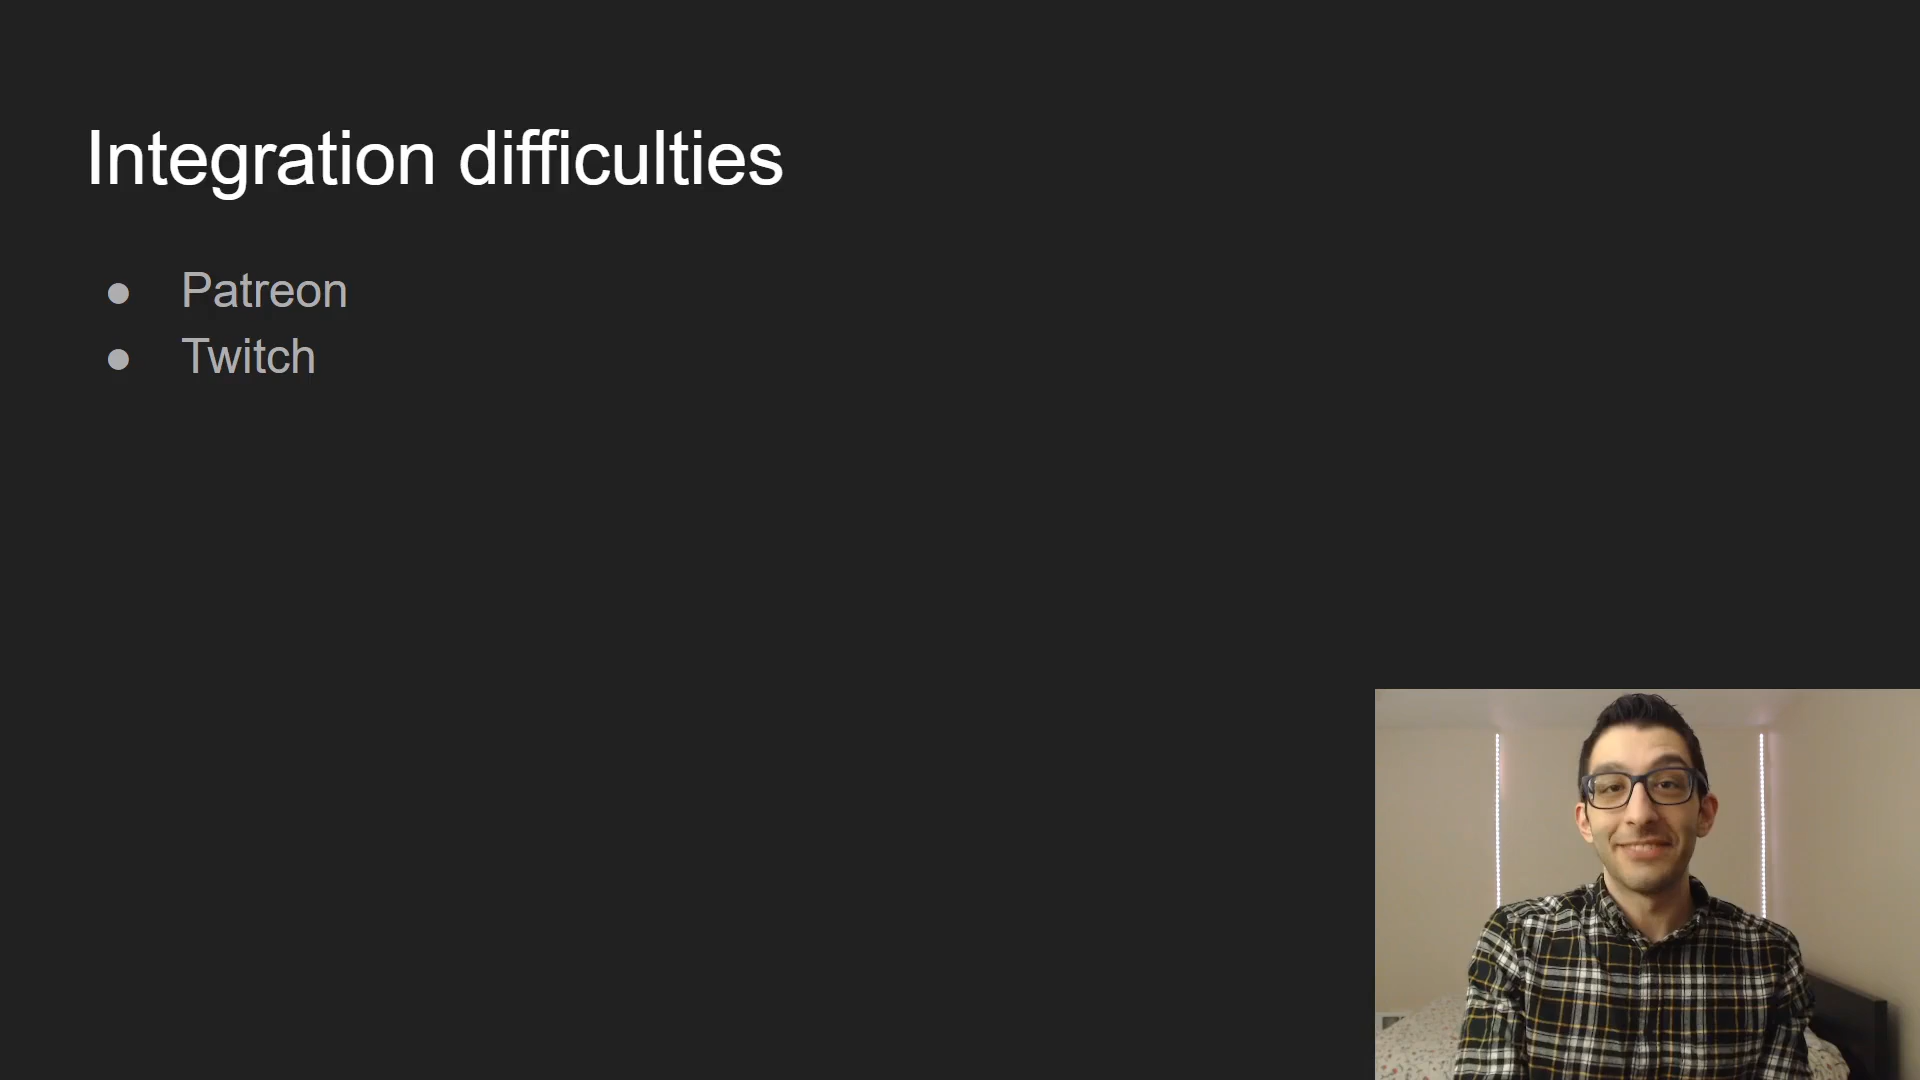 Integration difficulties
● Patreon
● Twitch